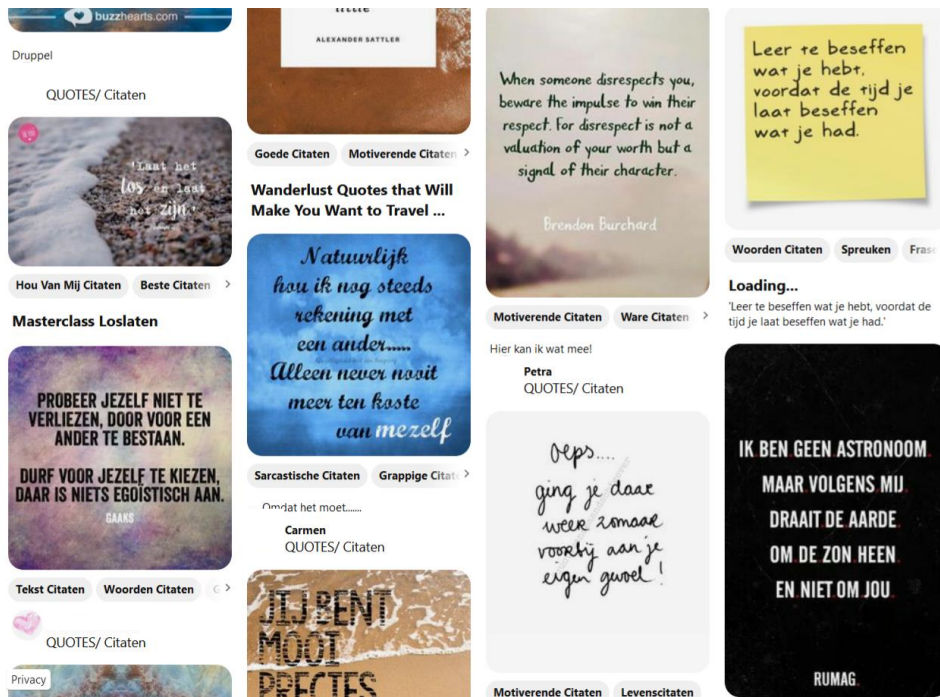 buzzhearts.com
Druppel
QUOTES/ Citaten
'Laat het
los en laat
het zijn.'
Hou Van Mij Citaten
Beste Citaten
Masterclass Loslaten
PROBEER JEZELF NIET TE
VERLIEZEN, DOOR VOOR EEN
ANDER TE BESTAAN.
DURF VOOR JEZELF TE KIEZEN,
DAAR IS NIETS EGOÏSTISCH AAN.
GAAKS
Tekst Citaten
Woorden Citaten
G
QUOTES/ Citaten
Privacy
little
ALEXANDER SATTLER
Goede Citaten
Motiverende Citaten
Wanderlust Quotes that Will
Make You Want to Travel ...
Natuurlijk
hou ik nog steeds
rekening met
een ander.....
Alleen never nooit
meer ten koste
van mezelf
Sarcastische Citaten
Grappige Citat
Omdat het moet.......
Carmen
QUOTES/ Citaten
JIJ BENT
MOOI
PRECIES
When someone disrespects you,
beware the impulse to win their
respect. For disrespect is not a
valuation of your worth but a
signal of their character.
Brendon Burchard
Motiverende Citaten
Ware Citaten
Hier kan ik wat mee!
Petra
QUOTES/ Citaten
Oeps....
ging je daar
weer zomaar
voorbij aan je
eigen gevoel!
Motiverende Citaten
Levenscitaten
Leer te beseffen
wat je hebt,
voordat de tijd je
laat beseffen
wat je had.
Woorden Citaten
Spreuken
Frase
Loading...
'Leer te beseffen wat je hebt, voordat de
tijd je laat beseffen wat je had.'
IK BEN GEEN ASTRONOOM.
MAAR VOLGENS MIJ
DRAAIT DE AARDE
OM DE ZON HEEN
EN NIET OM JOU.
RUMAG.